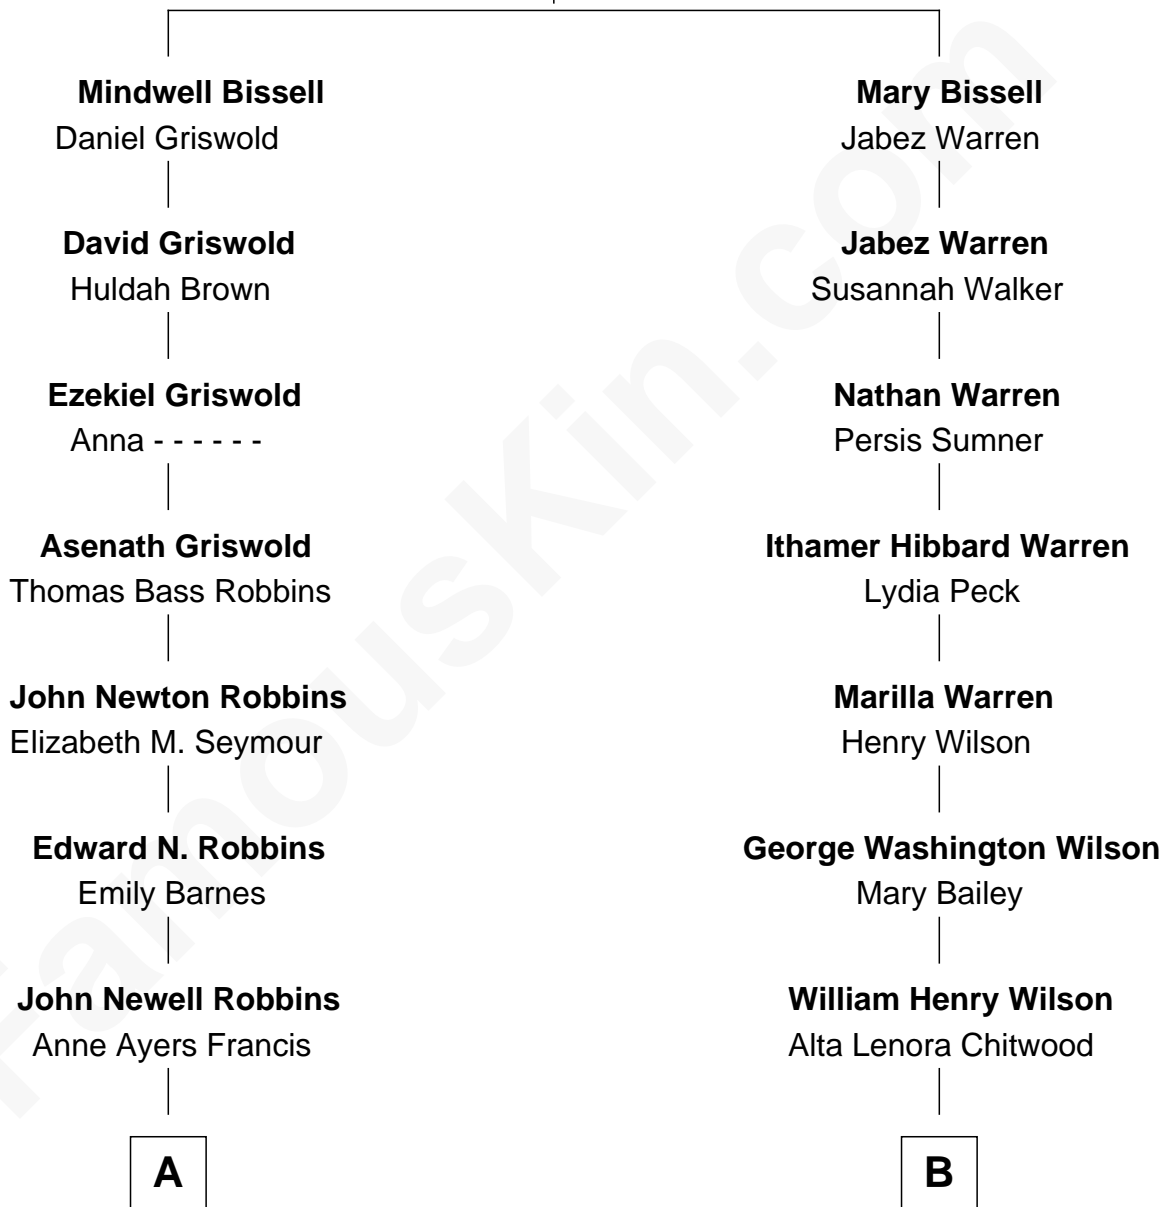 Mindwell Bissell
Daniel Griswold
David Griswold
Huldah Brown
Ezekiel Griswold
Anna - - - - - -
Asenath Griswold
Thomas Bass Robbins
John Newton Robbins
Elizabeth M. Seymour
Edward N. Robbins
Emily Barnes
John Newell Robbins
Anne Ayers Francis
A
Mary Bissell
Jabez Warren
Jabez Warren
Susannah Walker
Nathan Warren
Persis Sumner
Ithamer Hibbard Warren
Lydia Peck
Marilla Warren
Henry Wilson
George Washington Wilson
Mary Bailey
William Henry Wilson
Alta Lenora Chitwood
B
FamousKin.com